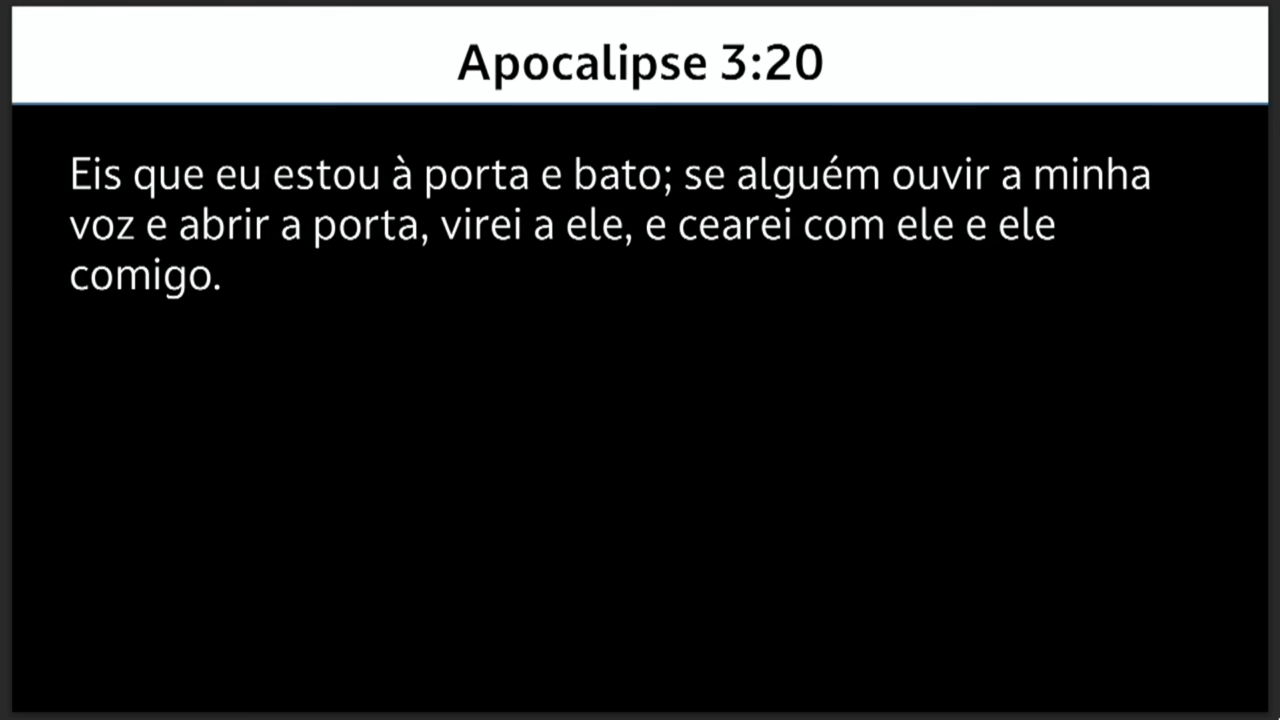 Apocalipse 3:20
Eis que eu estou à porta e bato; se alguém ouvir a minha
voz e abrir a porta, virei a ele, e cearei com ele e ele
comigo.